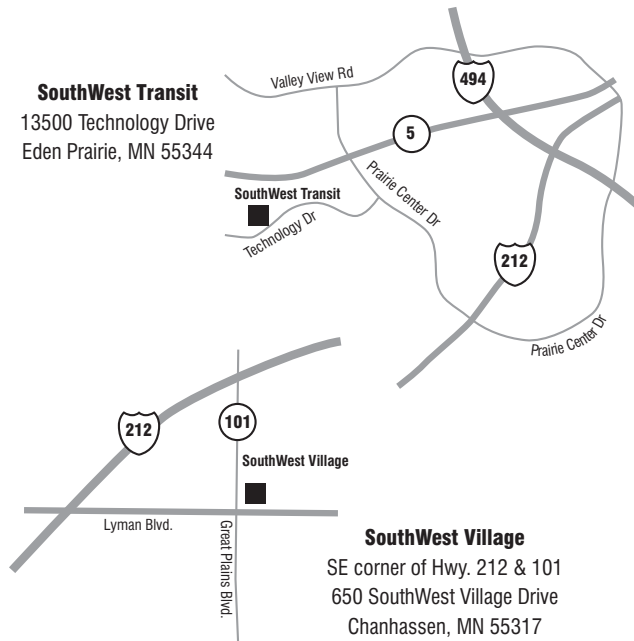 SouthWest Transit
13500 Technology Drive
Eden Prairie, MN 55344
Valley View Rd
494
5
SouthWest Transit
Technology Dr
Prairie Center Dr
212
Prairie Center Dr
212
101
SouthWest Village
Lyman Blvd.
Great Plains
Blvd.
SouthWest Village
SE corner of Hwy. 212 & 101
650 SouthWest Village Drive
Chanhassen, MN 55317